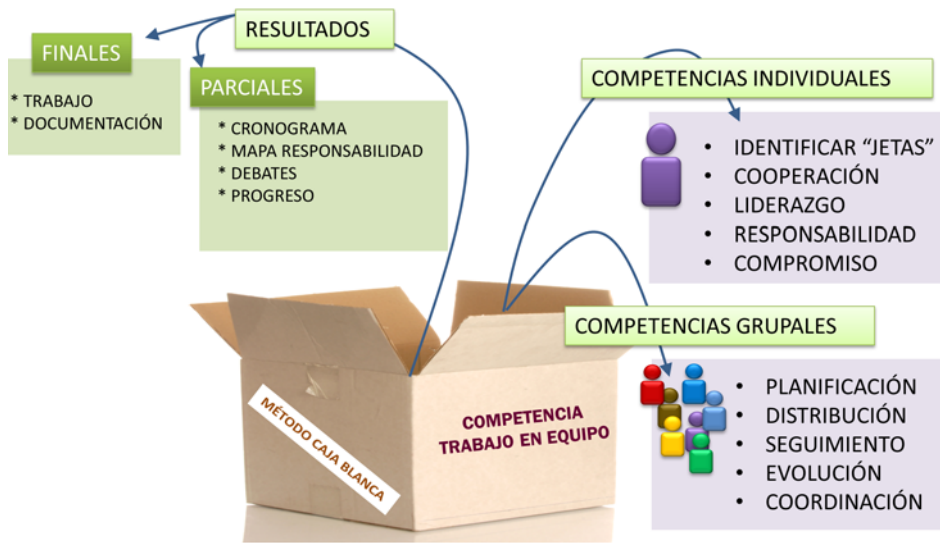 RESULTADOS
FINALES
* TRABAJO
* DOCUMENTACIÓN
PARCIALES
* CRONOGRAMA
* MAPA RESPONSABILIDAD
* DEBATES
* PROGRESO
COMPETENCIAS INDIVIDUALES
• IDENTIFICAR “JETAS”
• COOPERACIÓN
• LIDERAZGO
• RESPONSABILIDAD
• COMPROMISO
COMPETENCIAS GRUPALES
• PLANIFICACIÓN
• DISTRIBUCIÓN
• SEGUIMIENTO
• EVOLUCIÓN
• COORDINACIÓN
MÉTODO CAJA BLANCA
COMPETENCIA
TRABAJO EN EQUIPO